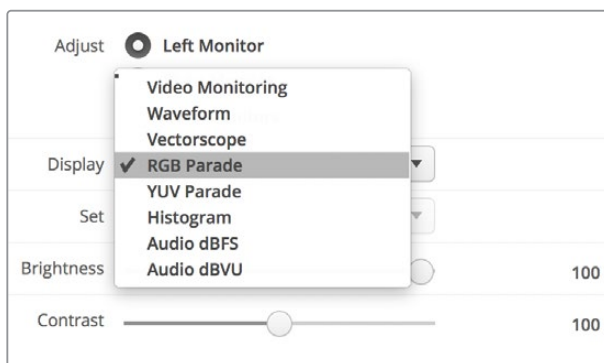 Adjust Left Monitor
Video Monitoring
Waveform
Vectorscope
Display ✓ RGB Parade
YUV Parade
Set Histogram
Audio dBFS
Brightness Audio dBVU 100
Contrast 100